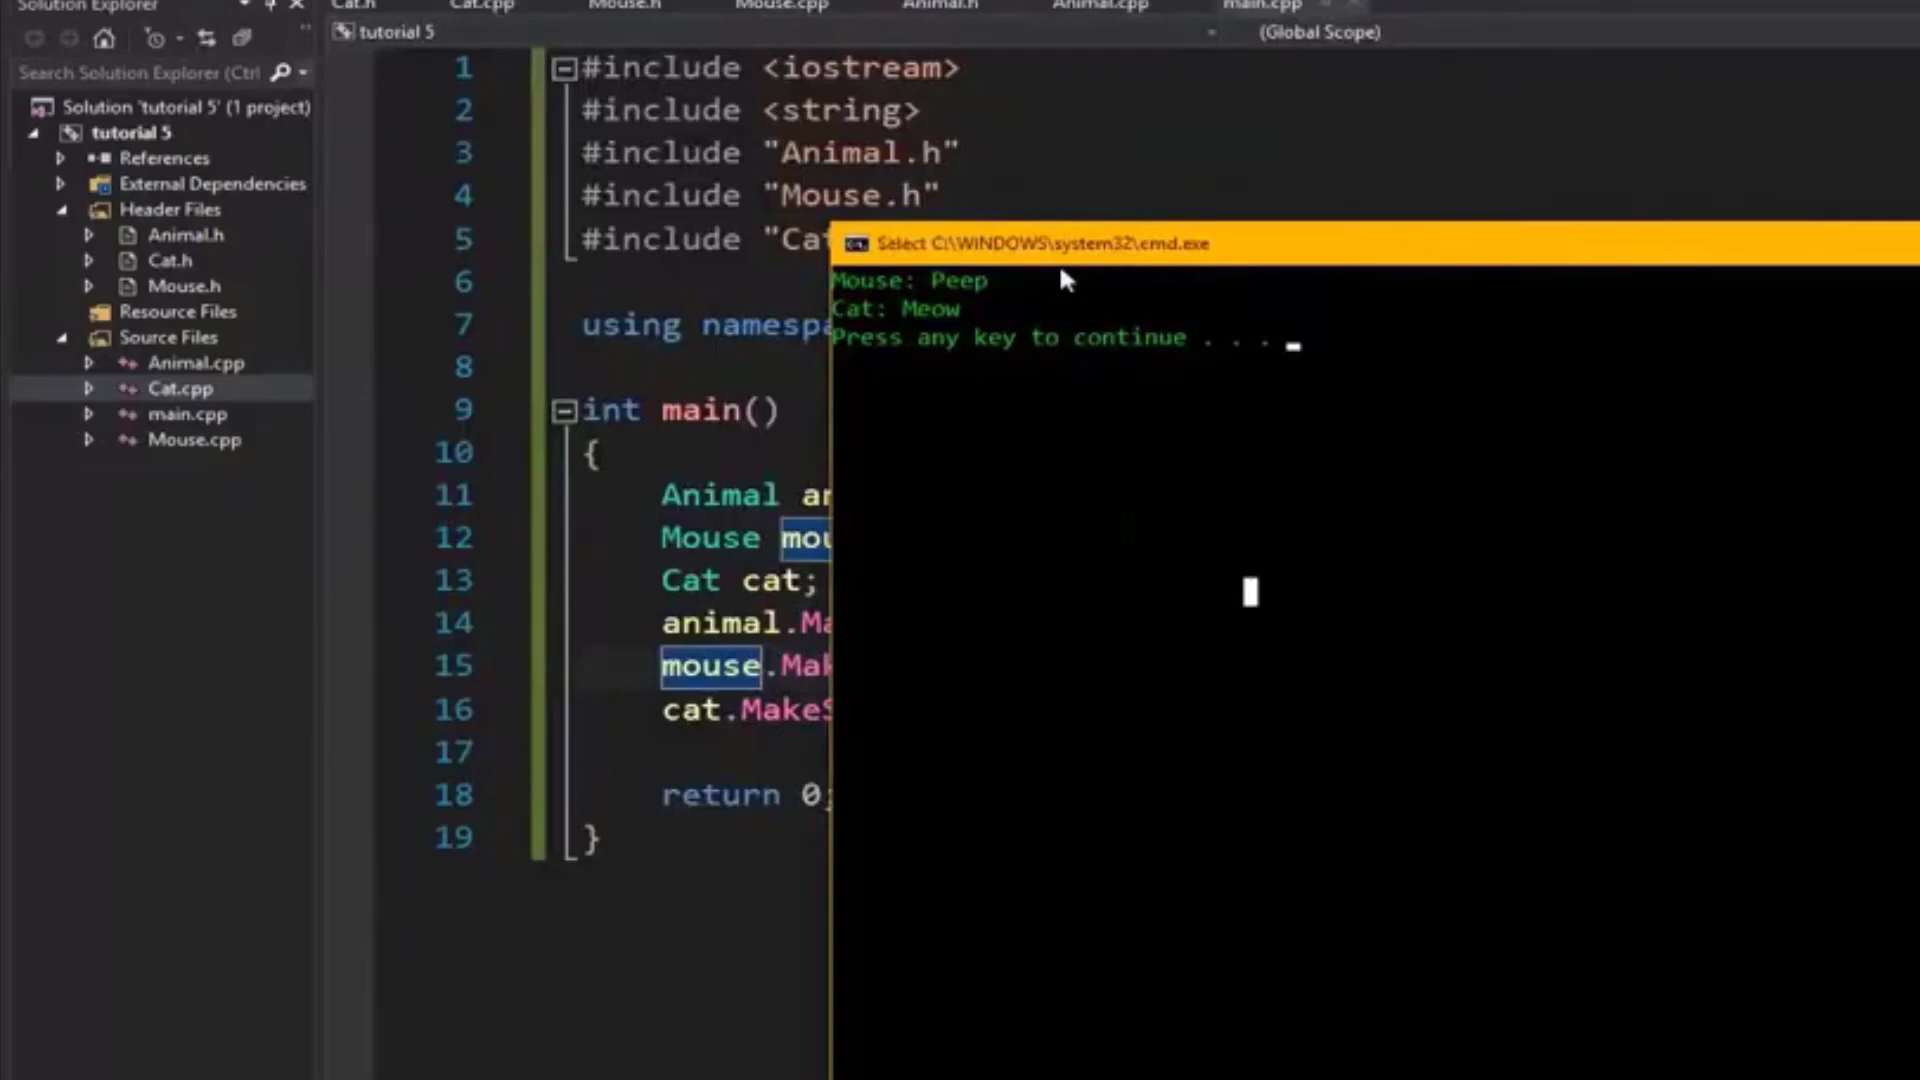 Solution Explorer
Cat.h Cat.cpp Mouse.h Mouse.cpp Animal.h Animal.cpp main.cpp
tutorial 5 (Global Scope)
Search Solution Explorer (Ctrl
Solution 'tutorial 5' (1 project)
tutorial 5
References
External Dependencies
Header Files
Animal.h
Cat.h
Mouse.h
Resource Files
Source Files
Animal.cpp
Cat.cpp
main.cpp
Mouse.cpp
1 #include <iostream>
2 #include <string>
3 #include "Animal.h"
4 #include "Mouse.h"
5 #include "Cat
6
7 using namespa
8
9 int main()
10 {
11 Animal an
12 Mouse mou
13 Cat cat;
14 animal.Ma
15 mouse.Mak
16 cat.MakeS
17
18 return 0;
19 }
Select C:\WINDOWS\system32\cmd.exe
Mouse: Peep
Cat: Meow
Press any key to continue . . .